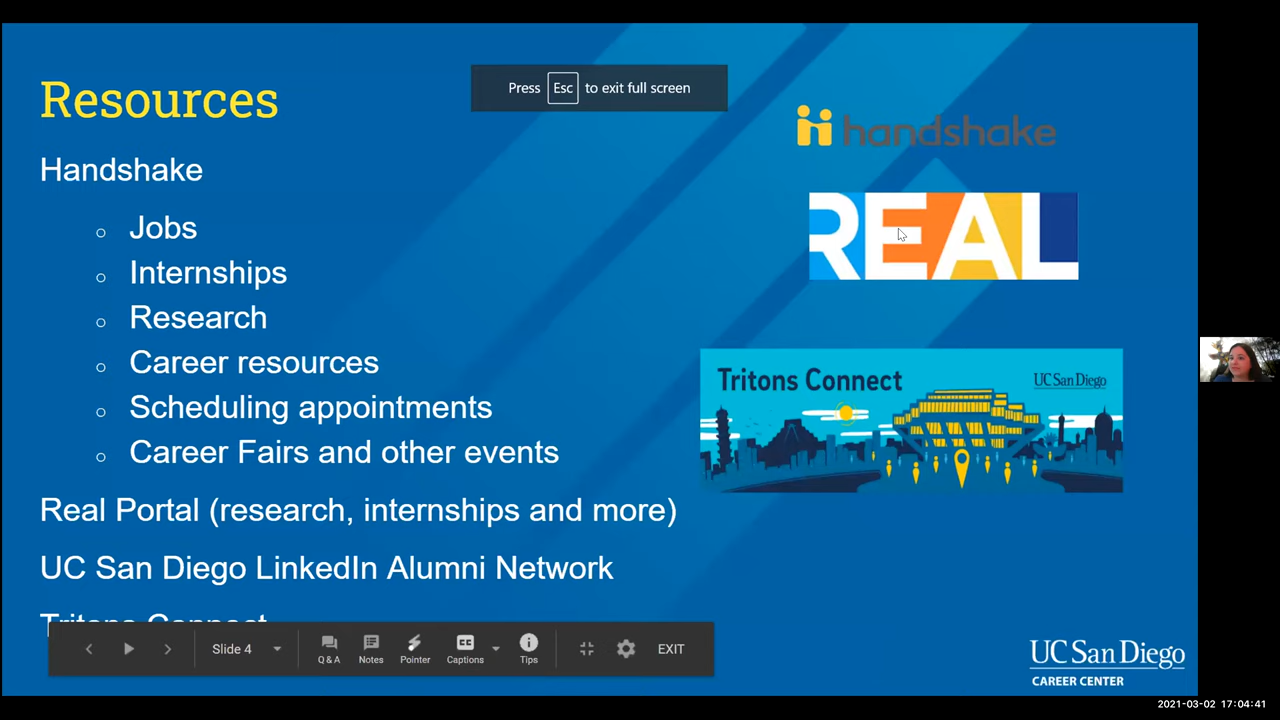 Resources
Press Esc to exit full screen
handshake
Handshake
REAL
Jobs
Internships
Research
Career resources
Scheduling appointments
Career Fairs and other events
Tritons Connect
UC San Diego
Real Portal (research, internships and more)
UC San Diego LinkedIn Alumni Network
Tritons Connect
Slide 4
Q & A
Notes
Pointer
CC
Captions
Tips
EXIT
UC San Diego
CAREER CENTER
2021-03-02 17:04:41